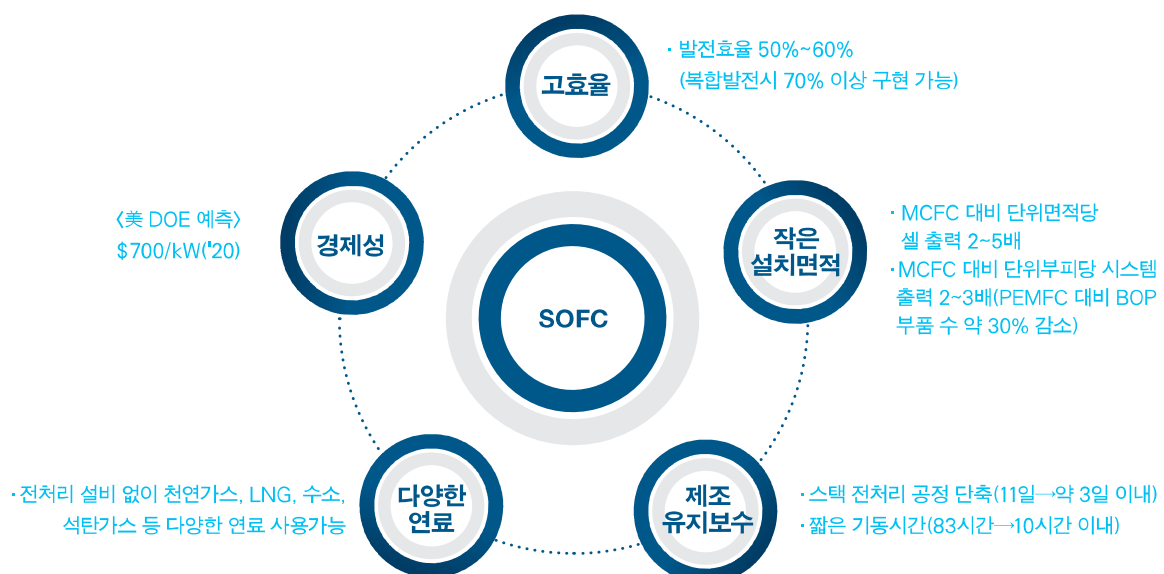 고효율
· 발전효율 50%~60%
(복합발전시 70% 이상 구현 가능)
경제성
<美 DOE 예측>
$700/kW('20)
작은
설치면적
· MCFC 대비 단위면적당
셀 출력 2~5배
· MCFC 대비 단위부피당 시스템
출력 2~3배(PEMFC 대비 BOP
부품 수 약 30% 감소)
SOFC
다양한
연료
· 전처리 설비 없이 천연가스, LNG, 수소,
석탄가스 등 다양한 연료 사용가능
제조
유지보수
· 스택 전처리 공정 단축(11일→약 3일 이내)
· 짧은 기동시간(83시간→10시간 이내)